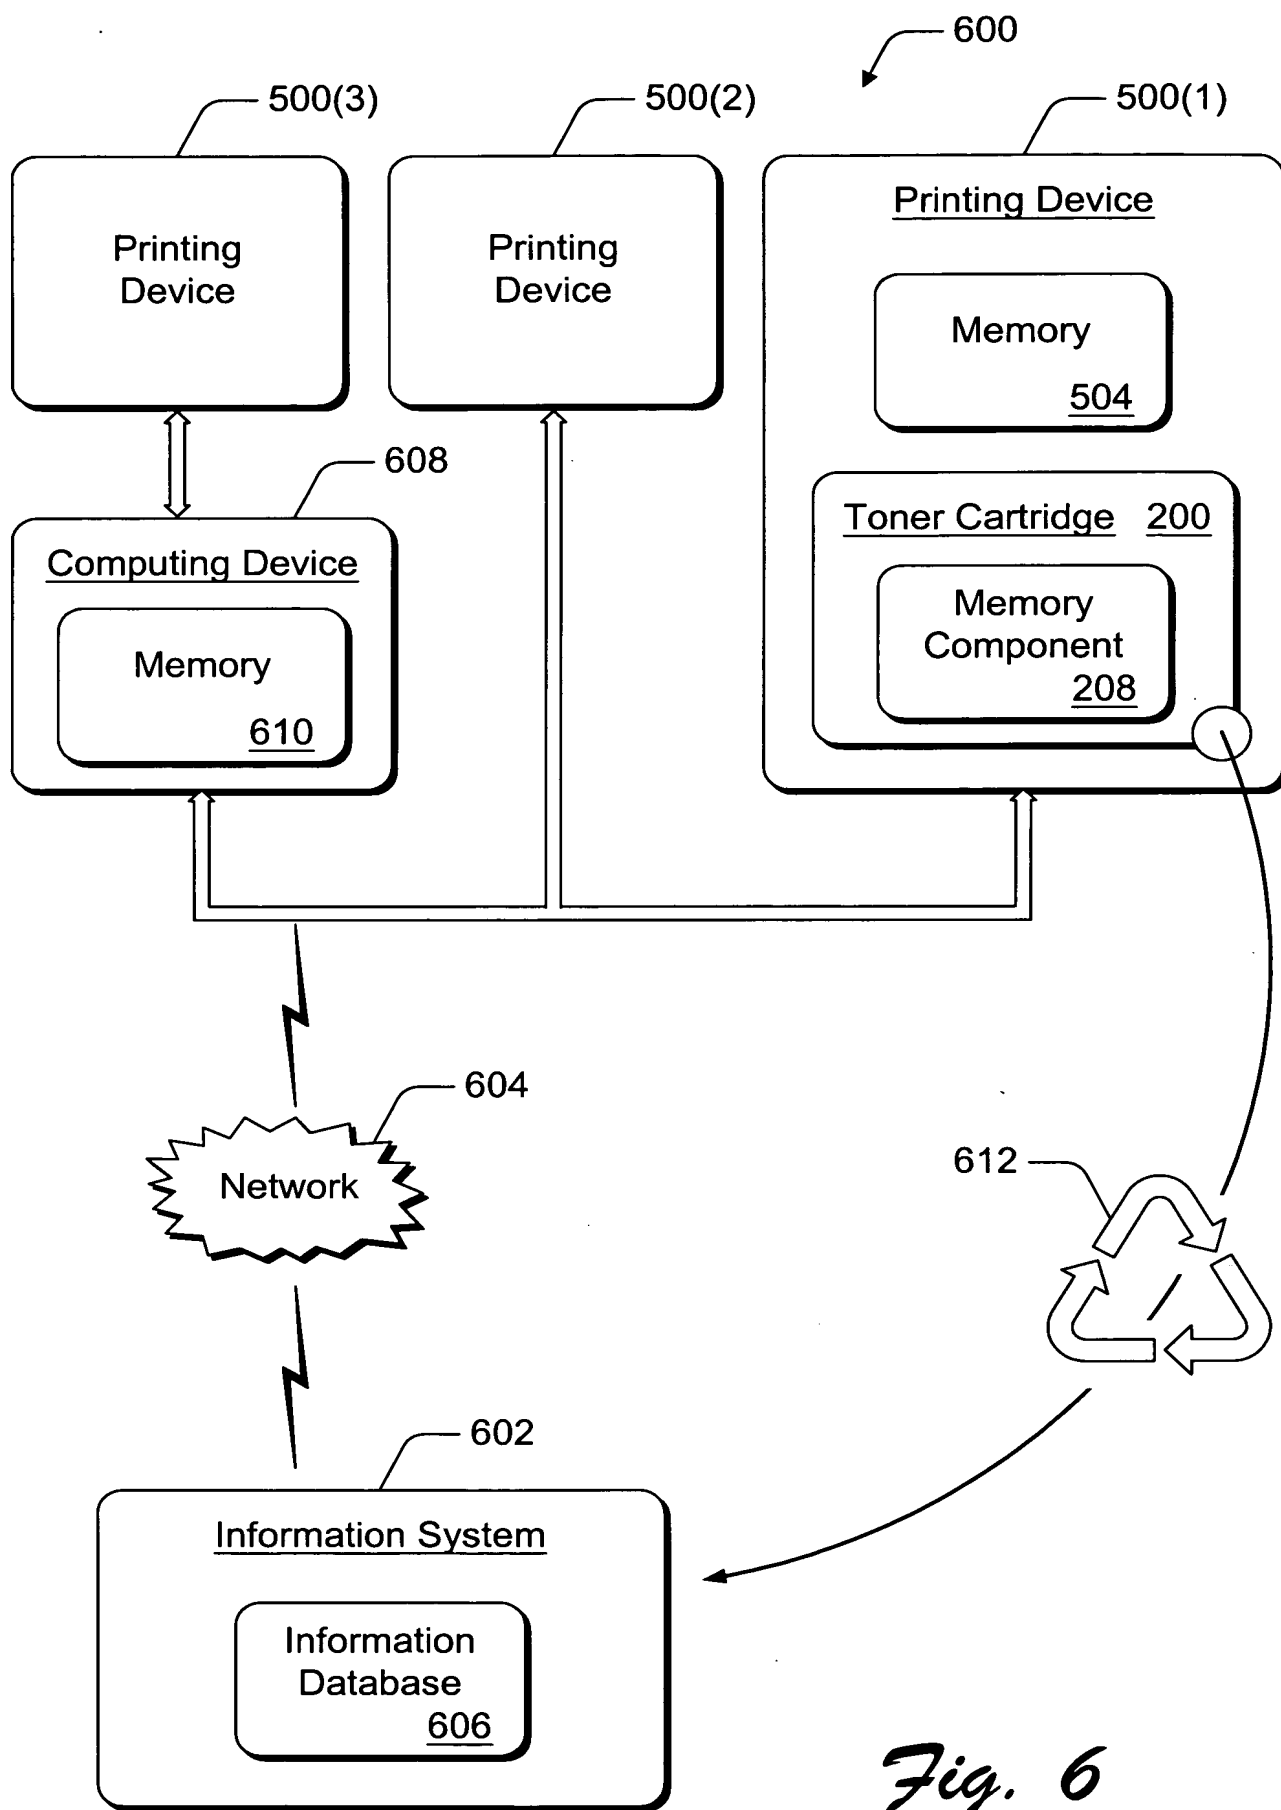 600
500(3)
500(2)
500(1)
Printing
Device
Printing
Device
Printing Device
Memory
504
608
Computing Device
Memory
610
Toner Cartridge 200
Memory
Component
208
604
Network
612
602
Information System
Information
Database
606
Fig. 6